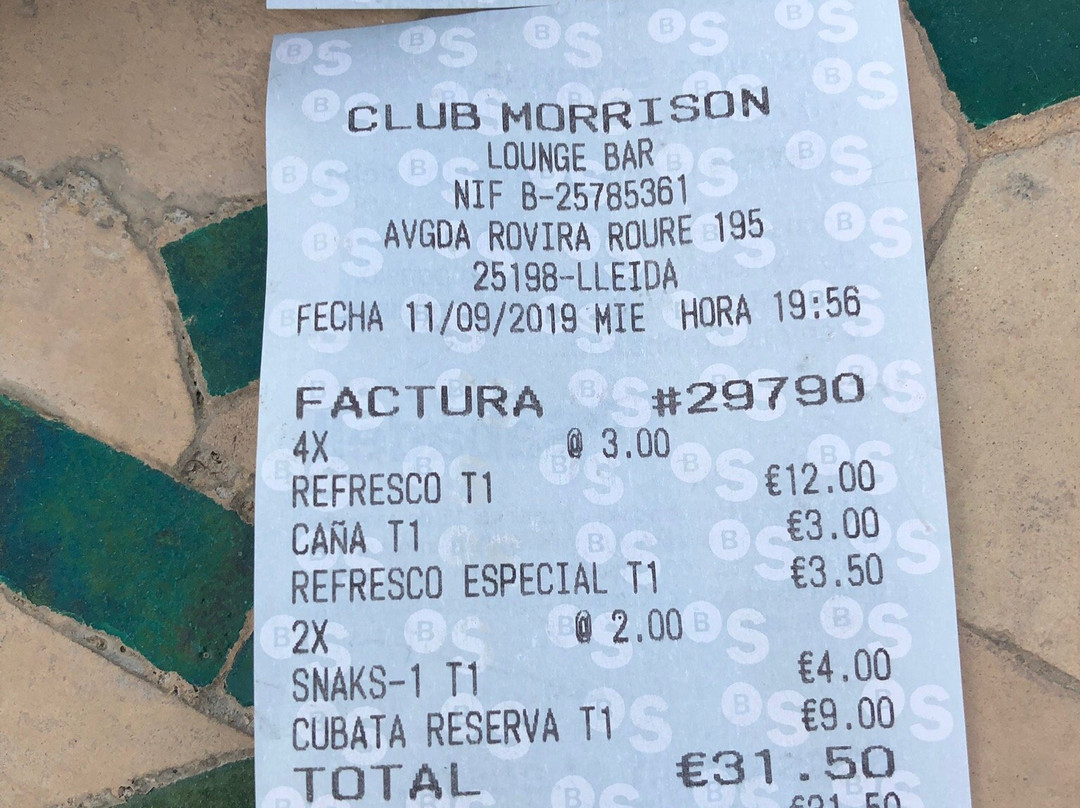 CLUB MORRISON
LOUNGE BAR
NIF B-25785361
AVGDA ROVIRA ROURE 195
25198-LLEIDA
FECHA 11/09/2019 MIE HORA 19:56
FACTURA #29790
4X @ 3.00
REFRESCO T1 €12.00
CAÑA T1 €3.00
REFRESCO ESPECIAL T1 €3.50
2X @ 2.00
SNAKS-1 T1 €4.00
CUBATA RESERVA T1 €9.00
TOTAL €31.50